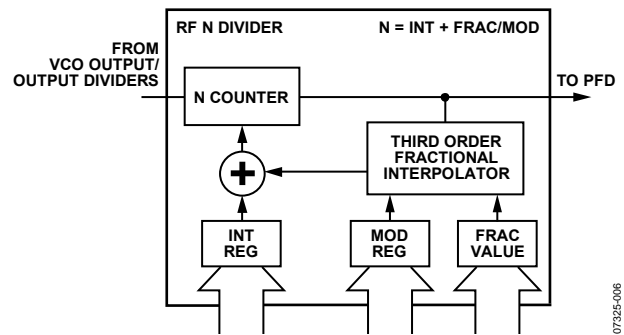 RF N DIVIDER
N = INT + FRAC/MOD
FROM
VCO OUTPUT/
OUTPUT DIVIDERS
N COUNTER
TO PFD
THIRD ORDER
FRACTIONAL
INTERPOLATOR
+
INT
REG
MOD
REG
FRAC
VALUE
07325-006